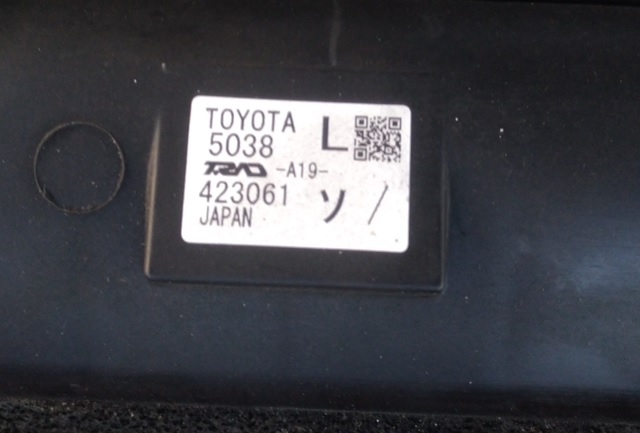 TOYOTA L
5038
TRD -A19-
423061 ソ /
JAPAN